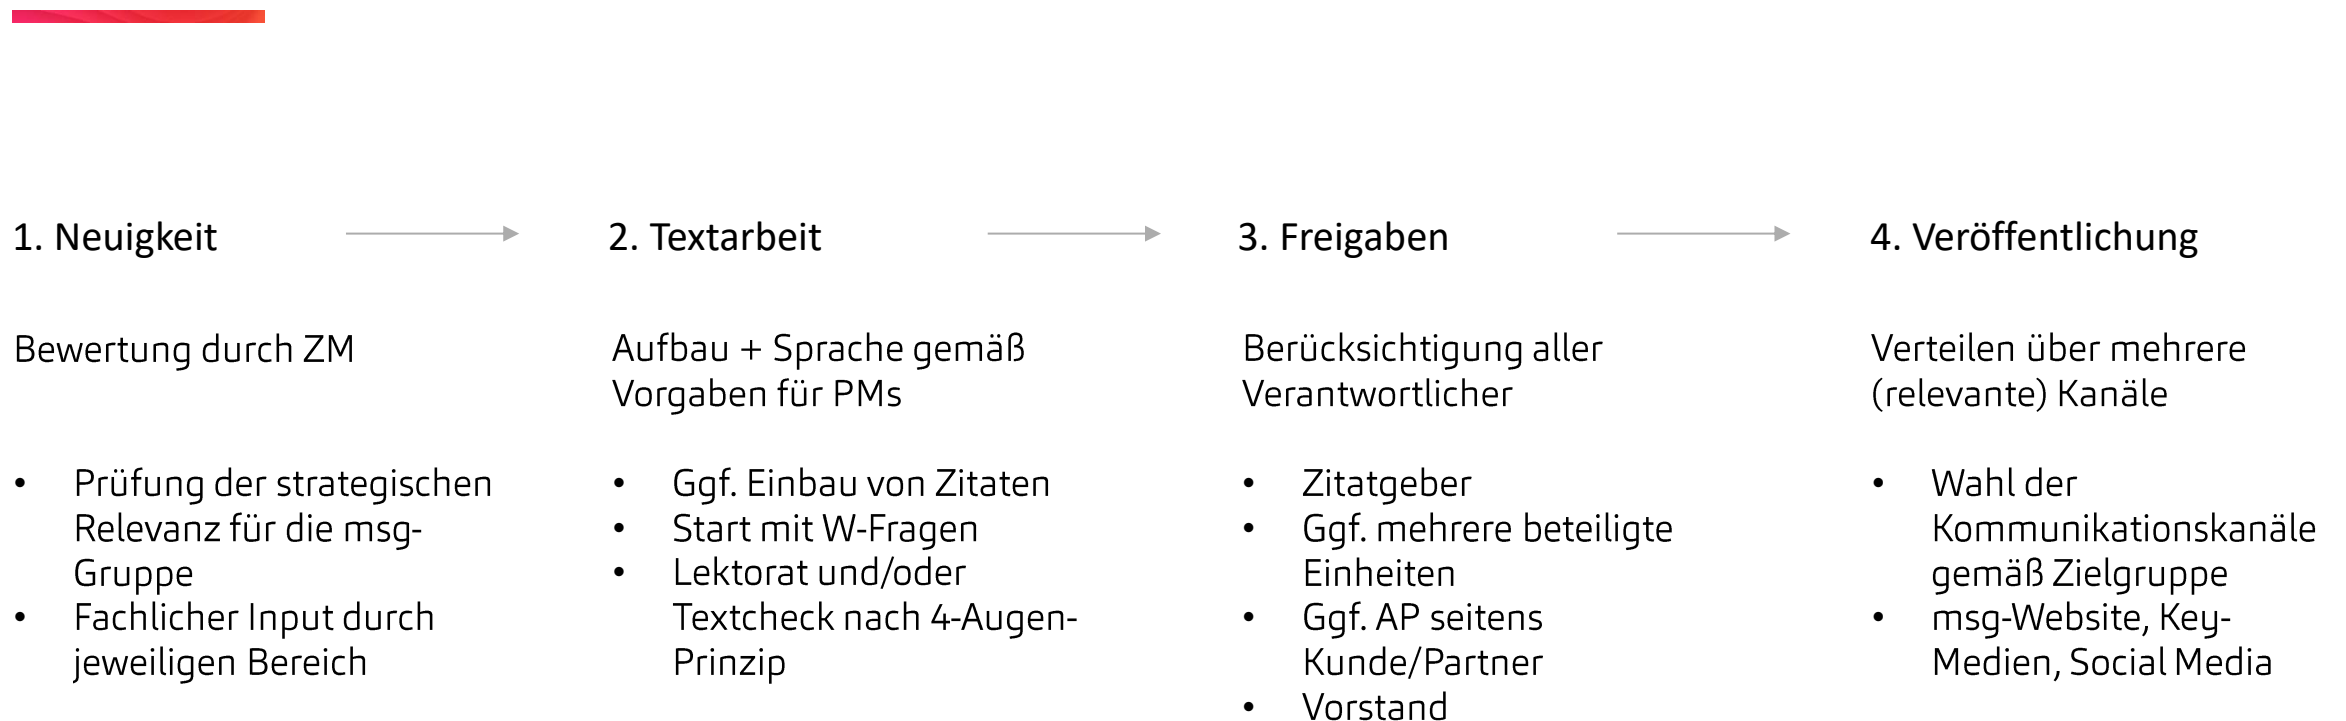 1. Neuigkeit
2. Textarbeit
3. Freigaben
4. Veröffentlichung
Bewertung durch ZM
Aufbau + Sprache gemäß
Vorgaben für PMs
Berücksichtigung aller
Verantwortlicher
Verteilen über mehrere
(relevante) Kanäle
• Prüfung der strategischen
Relevanz für die msg-
Gruppe
• Fachlicher Input durch
jeweiligen Bereich
• Ggf. Einbau von Zitaten
• Start mit W-Fragen
• Lektorat und/oder
Textcheck nach 4-Augen-
Prinzip
• Zitatgeber
• Ggf. mehrere beteiligte
Einheiten
• Ggf. AP seitens
Kunde/Partner
• Vorstand
• Wahl der
Kommunikationskanäle
gemäß Zielgruppe
• msg-Website, Key-
Medien, Social Media